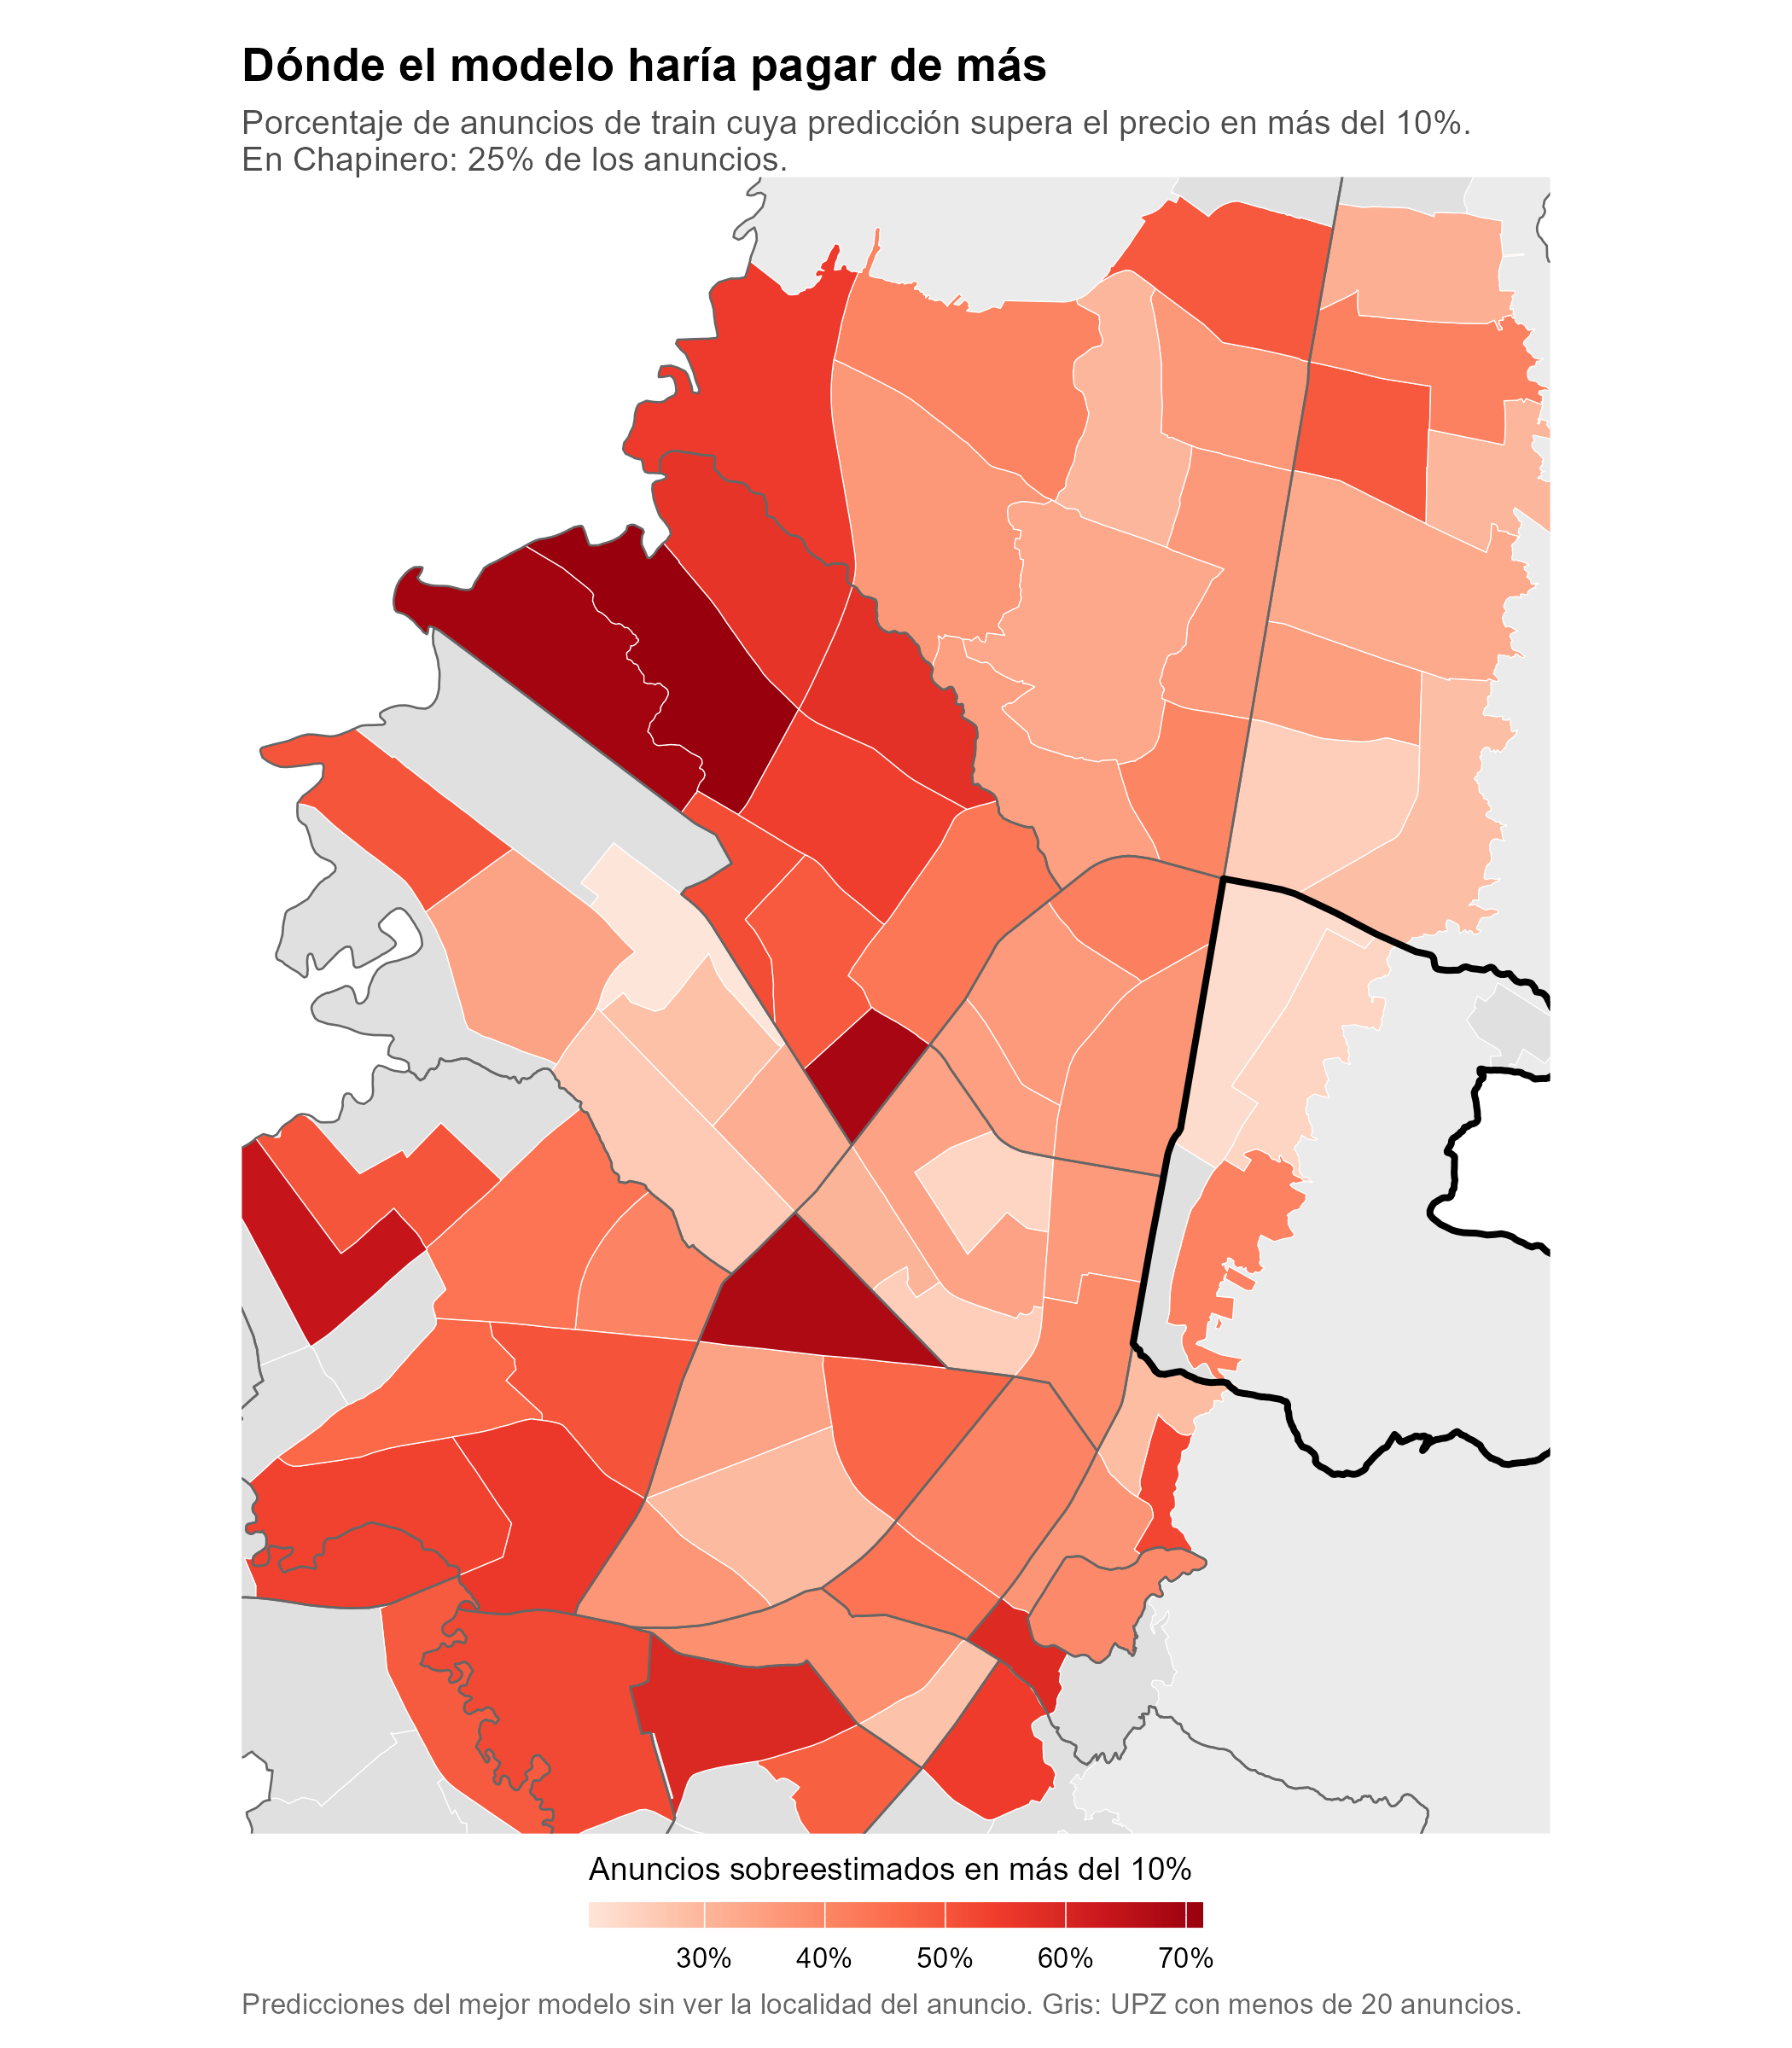 Dónde el modelo haría pagar de más
Porcentaje de anuncios de train cuya predicción supera el precio en más del 10%.
En Chapinero: 25% de los anuncios.
Anuncios sobreestimados en más del 10%
30% 40% 50% 60% 70%
Predicciones del mejor modelo sin ver la localidad del anuncio. Gris: UPZ con menos de 20 anuncios.